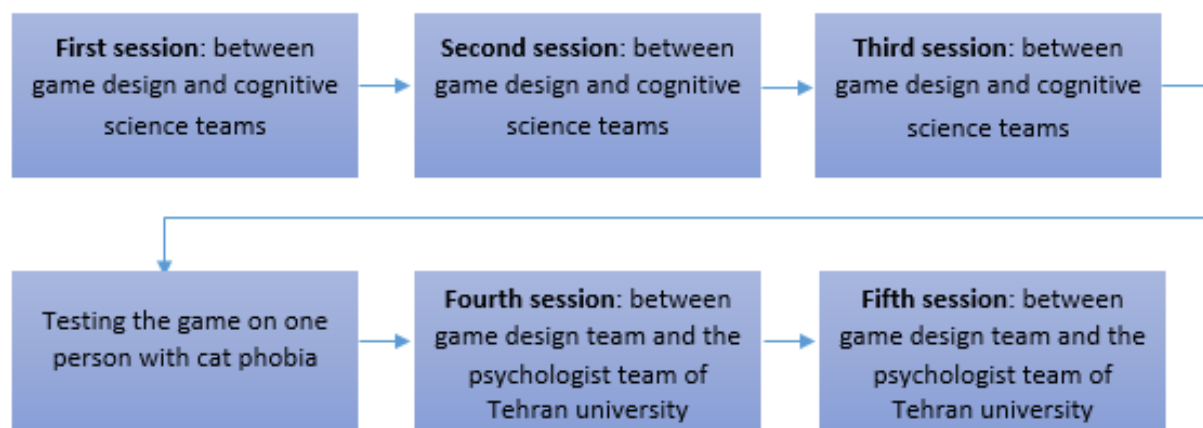 First session: between
game design and cognitive
science teams
Second session: between
game design and cognitive
science teams
Third session: between
game design and cognitive
science teams
Testing the game on one
person with cat phobia
Fourth session: between
game design team and the
psychologist team of
Tehran university
Fifth session: between
game design team and the
psychologist team of
Tehran university